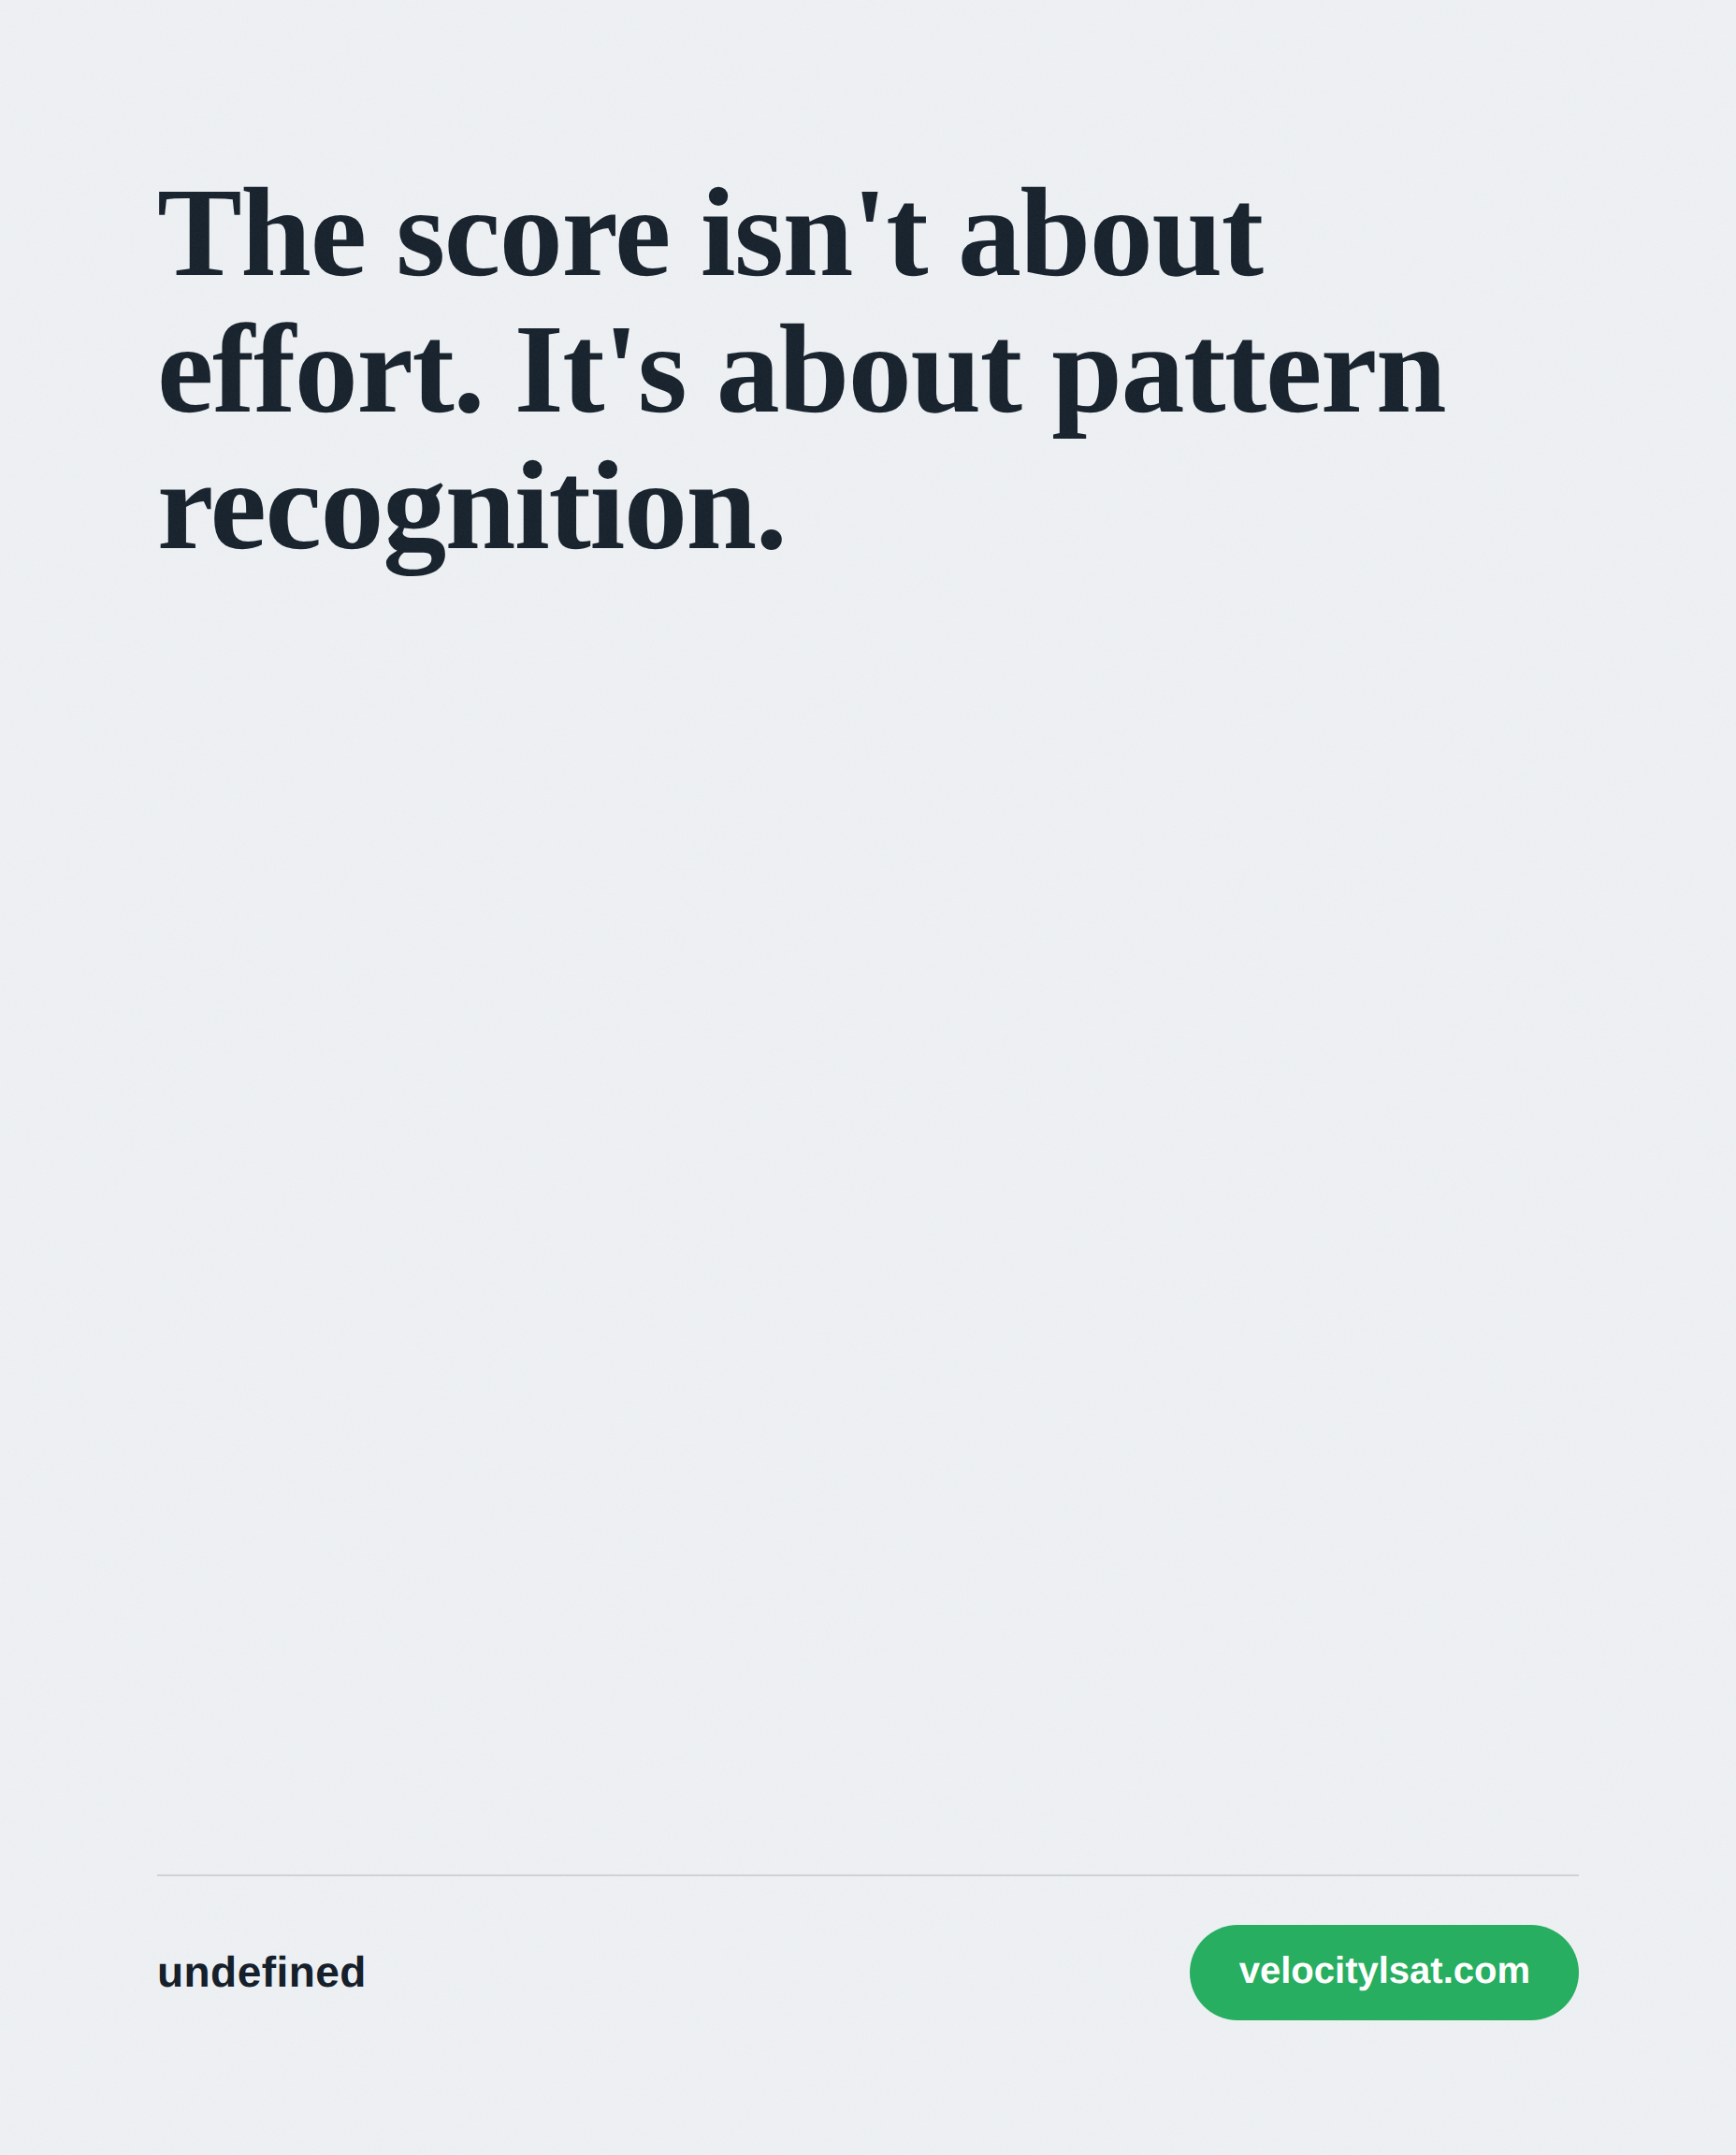 The score isn't about
effort. It's about pattern
recognition.
undefined
velocitylsat.com